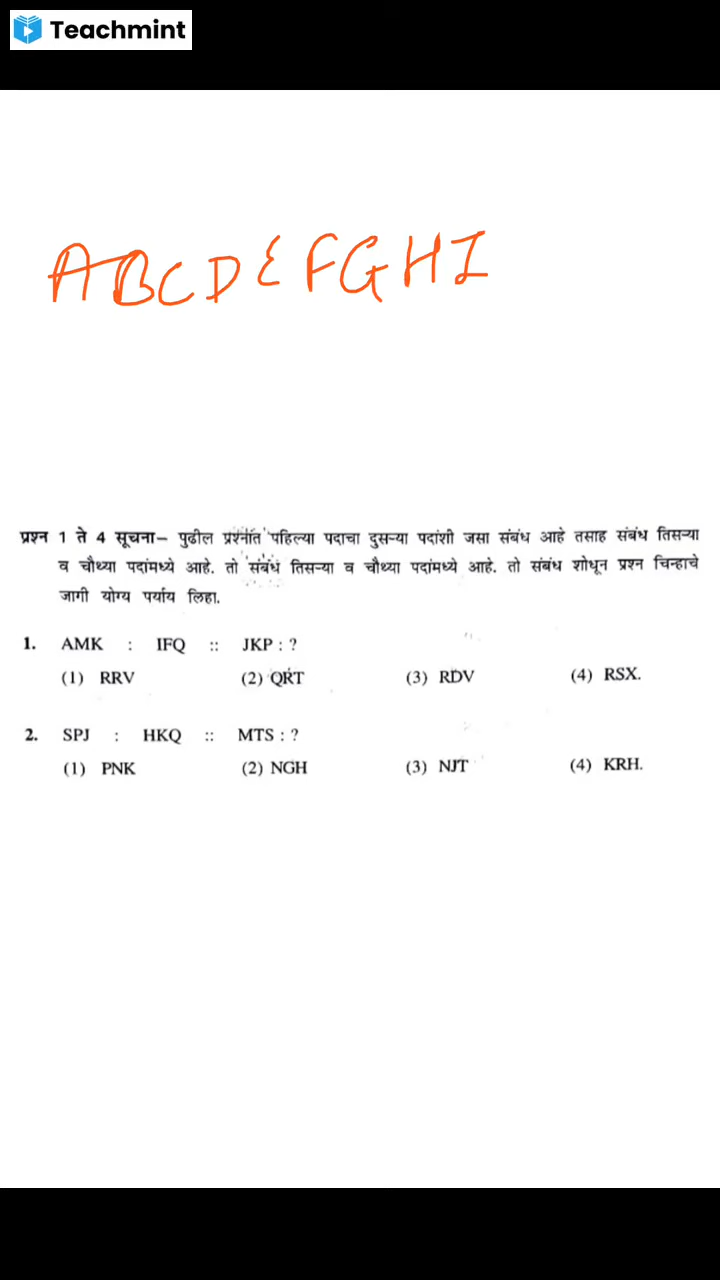 Teachmint
ABCDEFGHI
प्रश्न 1 ते 4 सूचना– पुढील प्रश्नांत पहिल्या पदाचा दुसऱ्या पदांशी जसा संबंध आहे तसाह संबंध तिसऱ्या
व चौथ्या पदांमध्ये आहे. तो संबंध तिसऱ्या व चौथ्या पदांमध्ये आहे. तो संबंध शोधून प्रश्न चिन्हाचे
जागी योग्य पर्याय लिहा.
1. AMK : IFQ :: JKP : ?
(1) RRV (2) QRT (3) RDV (4) RSX.
2. SPJ : HKQ :: MTS : ?
(1) PNK (2) NGH (3) NJT (4) KRH.